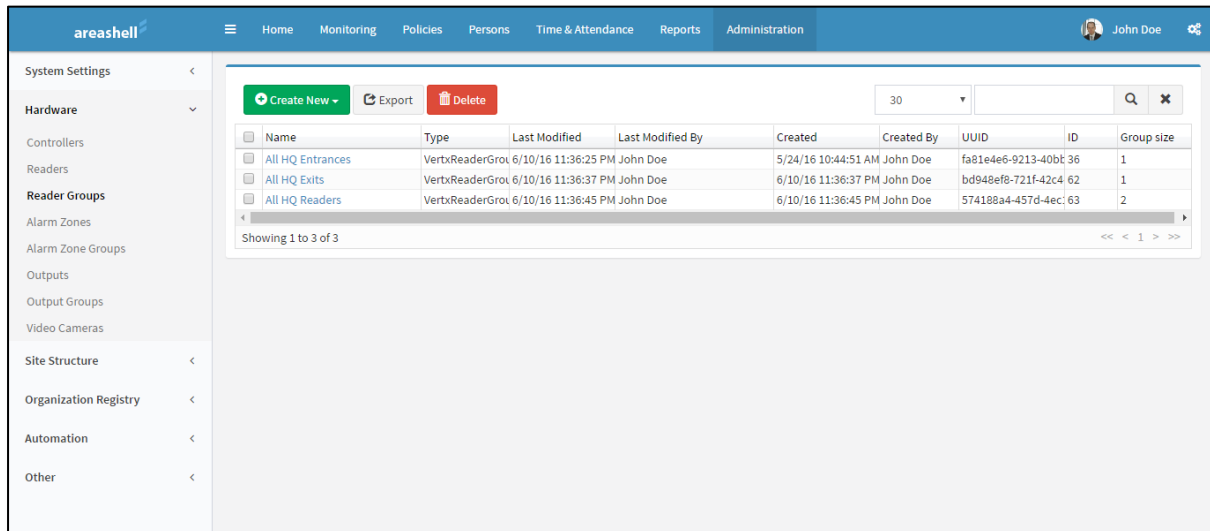 areashell
Home Monitoring Policies Persons Time & Attendance Reports Administration John Doe
System Settings
Hardware
Controllers
Readers
Reader Groups
Alarm Zones
Alarm Zone Groups
Outputs
Output Groups
Video Cameras
Site Structure
Organization Registry
Automation
Other
Create New Export Delete 30
Name Type Last Modified Last Modified By Created Created By UUID ID Group size
All HQ Entrances VertxReaderGrou 6/10/16 11:36:25 PM John Doe 5/24/16 10:44:51 AM John Doe fa81e4e6-9213-40bb 36 1
All HQ Exits VertxReaderGrou 6/10/16 11:36:37 PM John Doe 6/10/16 11:36:37 PM John Doe bd948ef8-721f-42c4 62 1
All HQ Readers VertxReaderGrou 6/10/16 11:36:45 PM John Doe 6/10/16 11:36:45 PM John Doe 574188a4-457d-4ec 63 2
Showing 1 to 3 of 3 << < 1 > >>